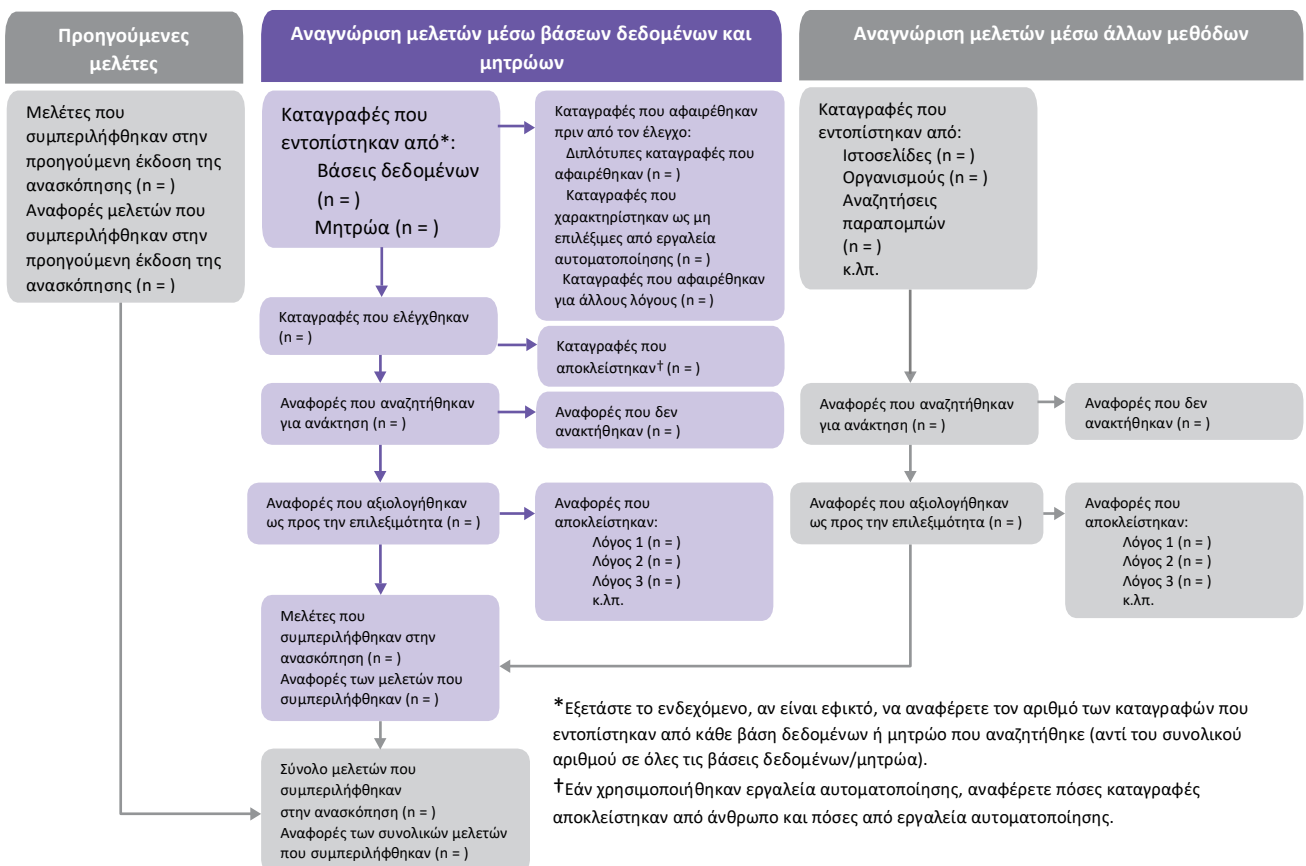 Προηγούμενες
μελέτες
Μελέτες που
συμπεριλήφθηκαν στην
προηγούμενη έκδοση της
ανασκόπησης (n = )
Αναφορές μελετών που
συμπεριλήφθηκαν στην
προηγούμενη έκδοση της
ανασκόπησης (n = )
Αναγνώριση μελετών μέσω βάσεων δεδομένων και
μητρώων
Καταγραφές που
εντοπίστηκαν από*:
Βάσεις δεδομένων
(n = )
Μητρώα (n = )
Καταγραφές που αφαιρέθηκαν
πριν από τον έλεγχο:
Διπλότυπες καταγραφές που
αφαιρέθηκαν (n = )
Καταγραφές που
χαρακτηρίστηκαν ως μη
επιλέξιμες από εργαλεία
αυτοματοποίησης (n = )
Καταγραφές που αφαιρέθηκαν
για άλλους λόγους (n = )
Καταγραφές που ελέγχθηκαν
(n = )
Καταγραφές που
αποκλείστηκαν† (n = )
Αναφορές που αναζητήθηκαν
για ανάκτηση (n = )
Αναφορές που δεν
ανακτήθηκαν (n = )
Αναφορές που αξιολογήθηκαν
ως προς την επιλεξιμότητα (n = )
Αναφορές που
αποκλείστηκαν:
Λόγος 1 (n = )
Λόγος 2 (n = )
Λόγος 3 (n = )
κ.λπ.
Μελέτες που
συμπεριλήφθηκαν στην
ανασκόπηση (n = )
Αναφορές των μελετών που
συμπεριλήφθηκαν (n = )
Σύνολο μελετών που
συμπεριλήφθηκαν
στην ανασκόπηση (n = )
Αναφορές των συνολικών μελετών
που συμπεριλήφθηκαν (n = )
Αναγνώριση μελετών μέσω άλλων μεθόδων
Καταγραφές που
εντοπίστηκαν από:
Ιστοσελίδες (n = )
Οργανισμούς (n = )
Αναζητήσεις
παραπομπών
(n = )
κ.λπ.
Αναφορές που αναζητήθηκαν
για ανάκτηση (n = )
Αναφορές που δεν
ανακτήθηκαν (n = )
Αναφορές που αξιολογήθηκαν
ως προς την επιλεξιμότητα (n = )
Αναφορές που
αποκλείστηκαν:
Λόγος 1 (n = )
Λόγος 2 (n = )
Λόγος 3 (n = )
κ.λπ.
*Εξετάστε το ενδεχόμενο, αν είναι εφικτό, να αναφέρετε τον αριθμό των καταγραφών που
εντοπίστηκαν από κάθε βάση δεδομένων ή μητρώο που αναζητήθηκε (αντί του συνολικού
αριθμού σε όλες τις βάσεις δεδομένων/μητρώα).
†Εάν χρησιμοποιήθηκαν εργαλεία αυτοματοποίησης, αναφέρετε πόσες καταγραφές
αποκλείστηκαν από άνθρωπο και πόσες από εργαλεία αυτοματοποίησης.